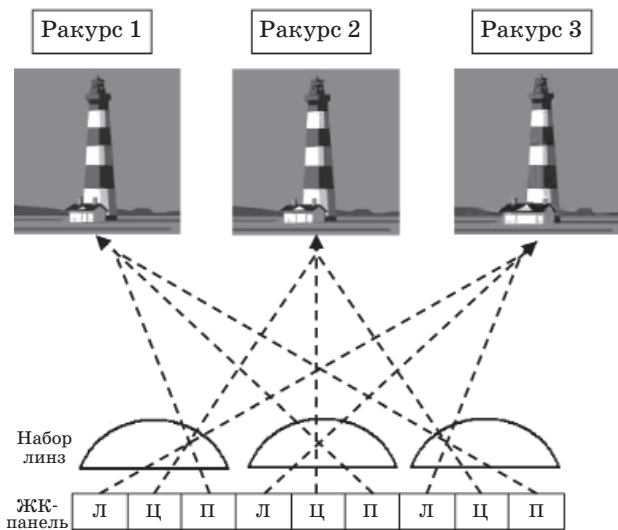 Ракурс 1 Ракурс 2 Ракурс 3
Набор
линз
ЖК-
панель
Л Ц П Л Ц П Л Ц П